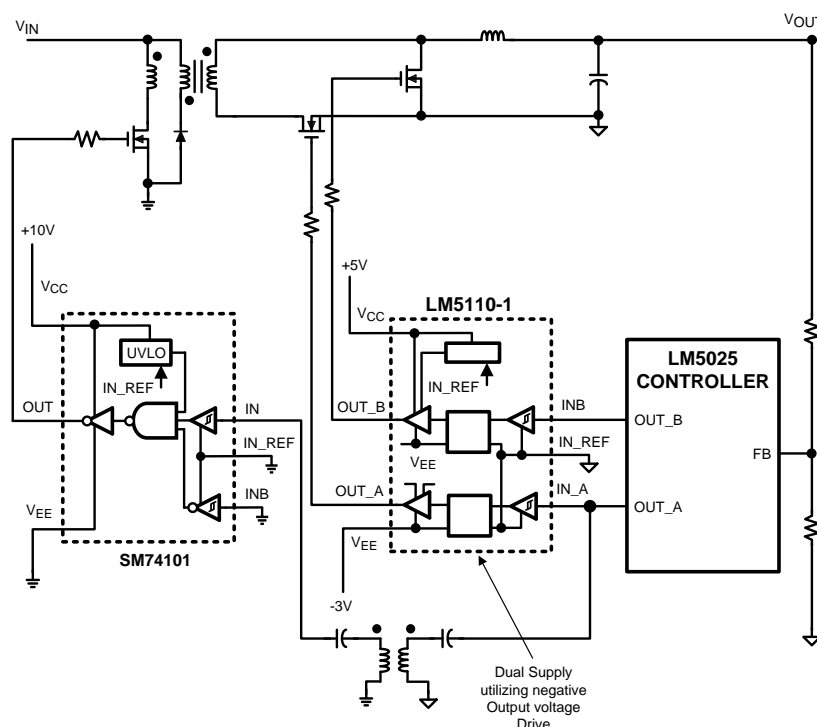 VIN
VOUT
+10V
VCC
UVLO
IN_REF
OUT
IN
IN_REF
INB
VEE
SM74101
+5V
VCC
LM5110-1
IN_REF
OUT_B
INB
IN_REF
VEE
OUT_A
IN_A
VEE
-3V
LM5025
CONTROLLER
OUT_B
FB
OUT_A
Dual Supply
utilizing negative
Output voltage
Drive